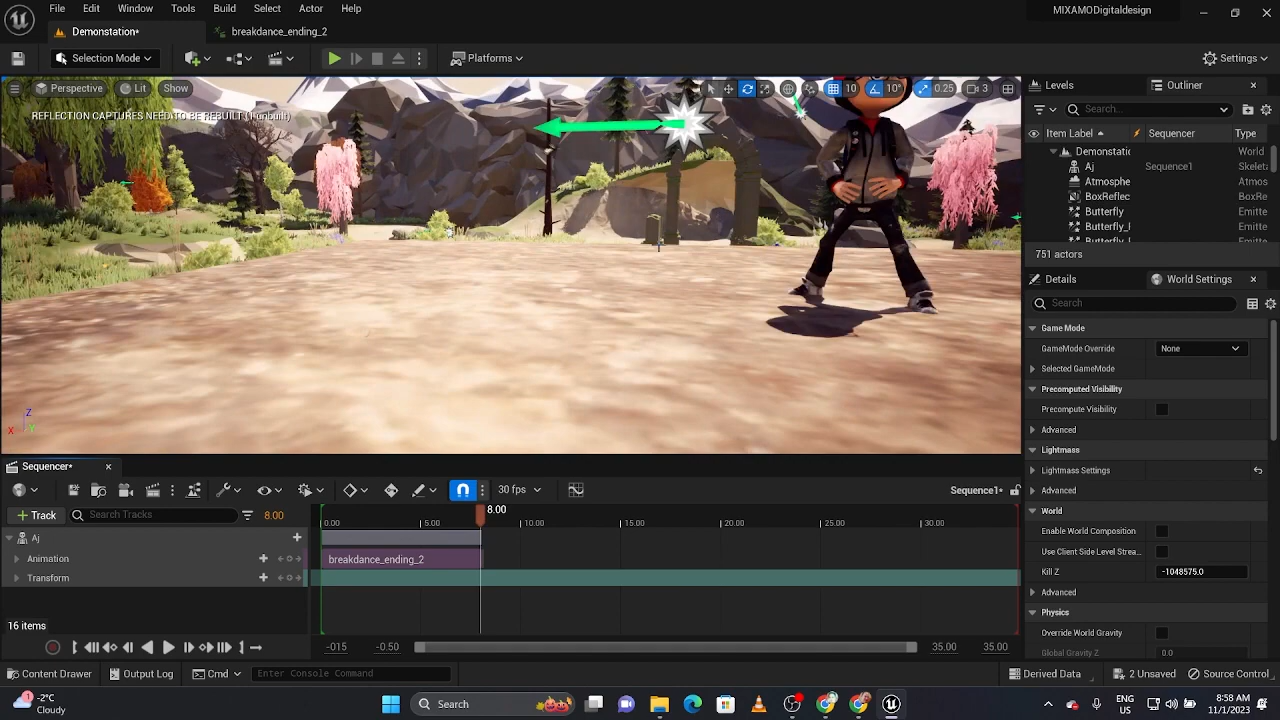 File Edit Window Tools Build Select Actor Help
MIXAMODigitaldesign
Demonstation*
breakdance_ending_2
Selection Mode
Platforms
Settings
Perspective Lit Show
10 10° 0.25 3
Levels Outliner
REFLECTION CAPTURES NEED TO BE REBUILT
Search...
Item Label Sequencer Type
Demonstatic World
Aj Sequence1 Skelet
Atmosphe Atmos
BoxReflec BoxRe
Butterfly Emitte
Butterfly_I Emitte
751 actors
Details World Settings
Search
Game Mode
GameMode Override None
Selected GameMode
Precomputed Visibility
Precompute Visibility
Advanced
Lightmass
Lightmass Settings
Advanced
World
Enable World Composition
Use Client Side Level Strea...
Kill Z -1048575.0
Advanced
Physics
Override World Gravity
Global Gravity Z 0.0
Z
X Y
Sequencer*
30 fps
Sequence1*
Track
Search Tracks
8.00
8.00
0.00 5.00 10.00 15.00 20.00 25.00 30.00
Aj
Animation
breakdance_ending_2
Transform
16 items
-015 -0.50 35.00 35.00
Content Drawer Output Log Cmd Enter Console Command
Derived Data 2 Unsaved Source Control
1
-2°C
Cloudy
Search
ENG
US
8:58 AM
11/1/2023